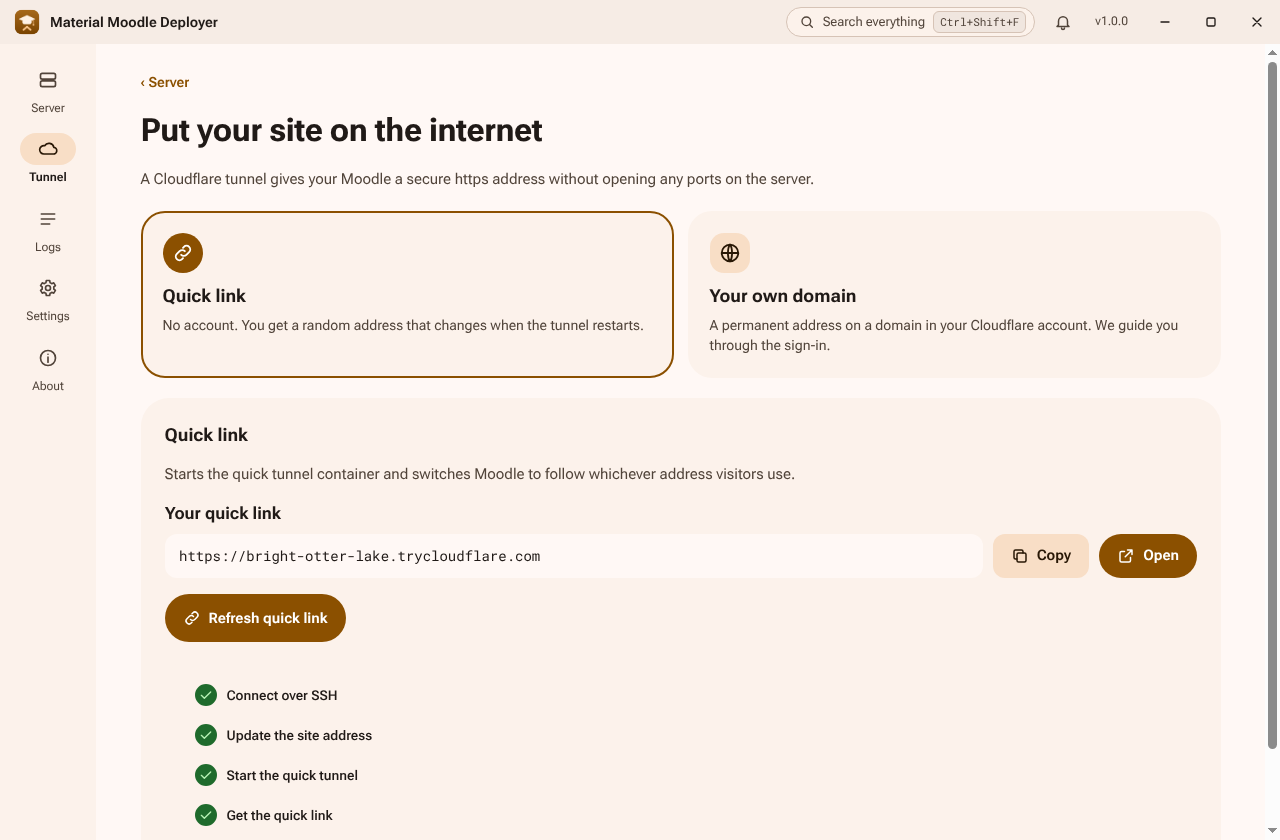 Material Moodle Deployer
Search everything Ctrl+Shift+F
v1.0.0
Server
Tunnel
Logs
Settings
About
‹ Server
Put your site on the internet
A Cloudflare tunnel gives your Moodle a secure https address without opening any ports on the server.
Quick link
No account. You get a random address that changes when the tunnel restarts.
Your own domain
A permanent address on a domain in your Cloudflare account. We guide you
through the sign-in.
Quick link
Starts the quick tunnel container and switches Moodle to follow whichever address visitors use.
Your quick link
https://bright-otter-lake.trycloudflare.com
Copy
Open
Refresh quick link
Connect over SSH
Update the site address
Start the quick tunnel
Get the quick link